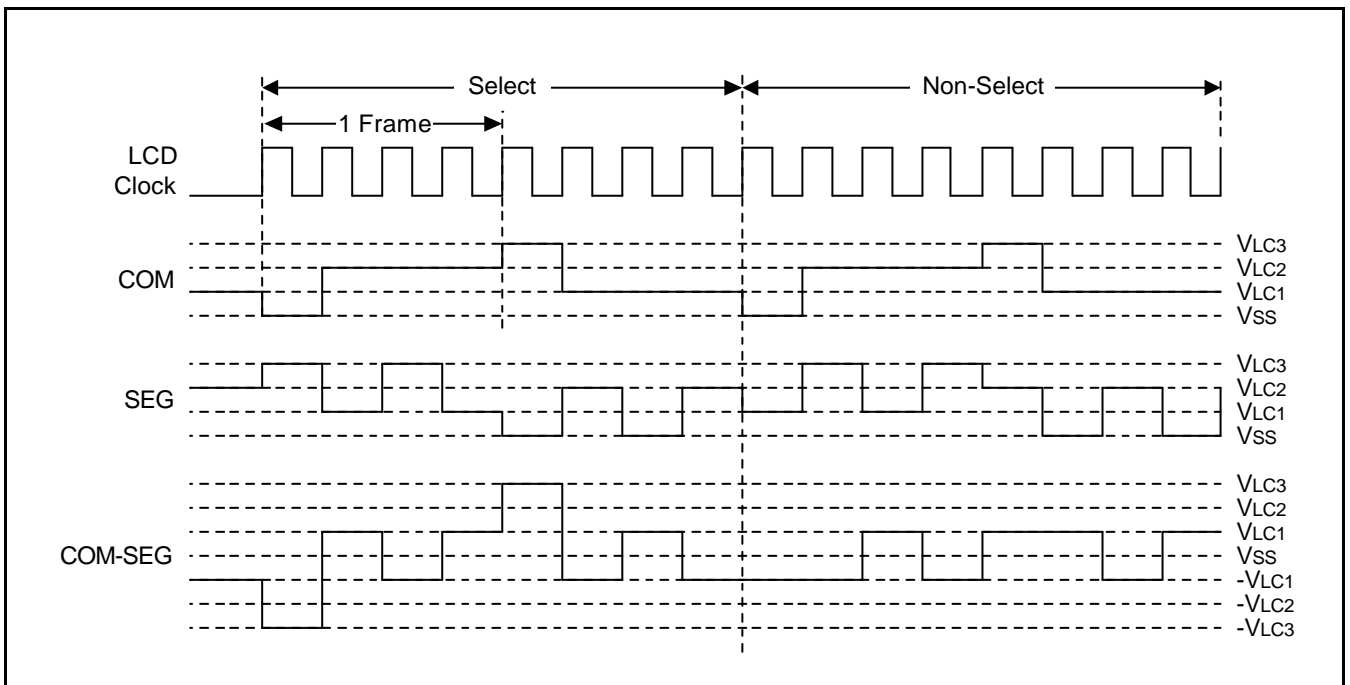 Select
Non-Select
1 Frame
LCD
Clock
COM
VLC3
VLC2
VLC1
VSS
SEG
VLC3
VLC2
VLC1
VSS
COM-SEG
VLC3
VLC2
VLC1
VSS
-VLC1
-VLC2
-VLC3